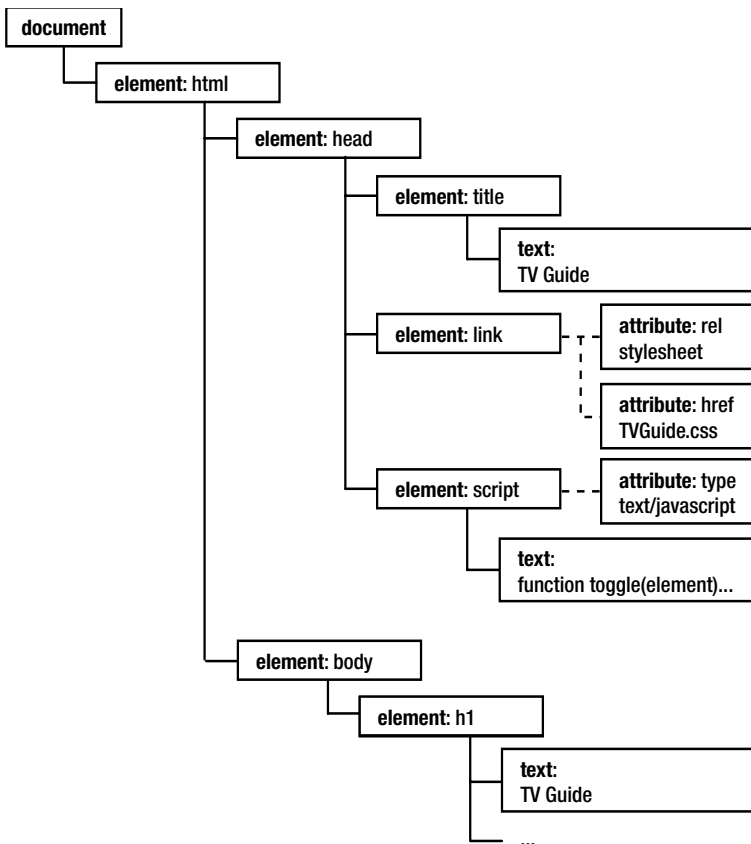 document
element: html
element: head
element: title
text:
TV Guide
element: link
attribute: rel
stylesheet
attribute: href
TVGuide.css
element: script
attribute: type
text/javascript
text:
function toggle(element)...
element: body
element: h1
text:
TV Guide
...